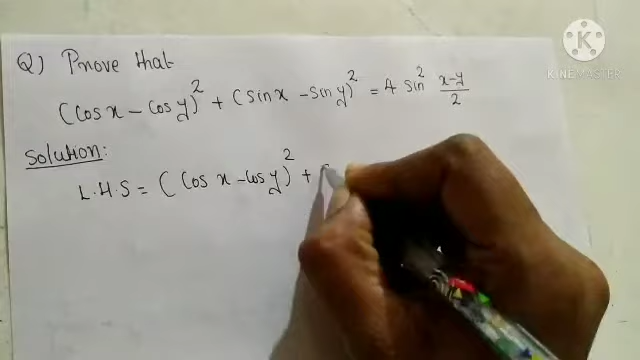 Q) Prove that
(Cos x - Cos y)² + (Sin x - Sin y)² = 4 Sin² (x-y)/2
Solution:
L.H.S = (Cos x - Cos y)² +
KINEMASTER